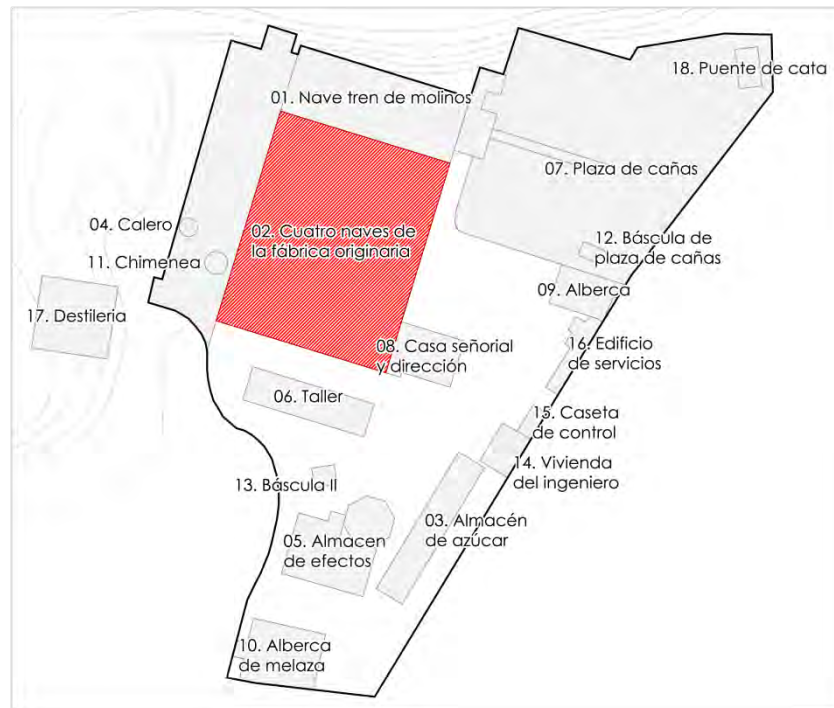 18. Puente de cata
01. Nave tren de molinos
07. Plaza de cañas
04. Calero
02. Cuatro naves de
la fábrica originaria
12. Báscula de
plaza de cañas
11. Chimenea
09. Alberca
17. Destileria
08. Casa señorial
y dirección
16. Edificio
de servicios
06. Taller
15. Caseta
de control
14. Vivienda
del ingeniero
13. Báscula II
03. Almacén
de azúcar
05. Almacen
de efectos
10. Alberca
de melaza